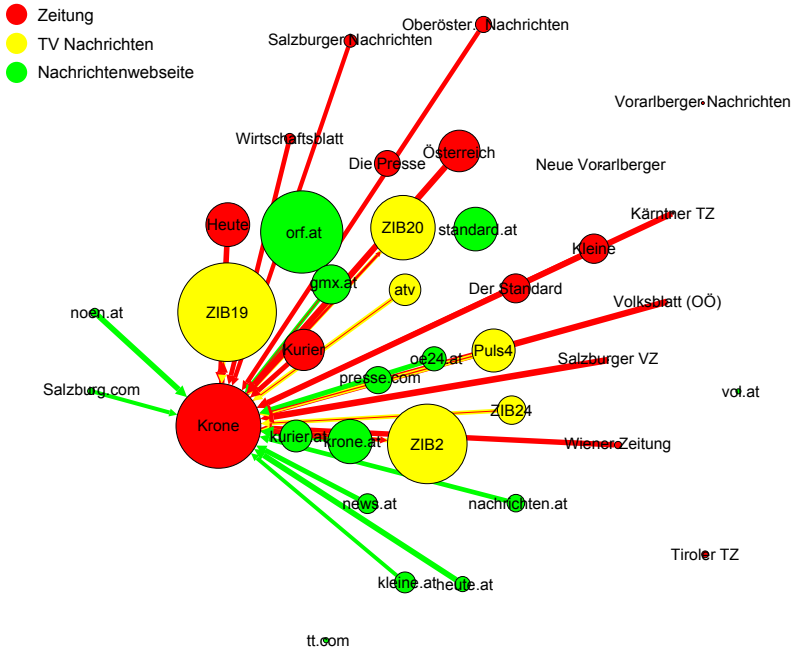 Zeitung
TV Nachrichten
Nachrichtenwebseite
Oberöster. Nachrichten
Salzburger Nachrichten
Vorarlberger Nachrichten
Wirtschaftsblatt
Die Presse
Österreich
Neue Vorarlberger
Kärntner TZ
Heute
orf.at
ZIB20
standard.at
Kleine
gmx.at
atv
Der Standard
Volksblatt (OÖ)
noen.at
ZIB19
Kurier
oe24.at
Puls4
Salzburger VZ
presse.com
Salzburg.com
vol.at
ZIB24
Krone
kurier.at
krone.at
ZIB2
Wiener Zeitung
news.at
nachrichten.at
Tiroler TZ
kleine.at
heute.at
tt.com